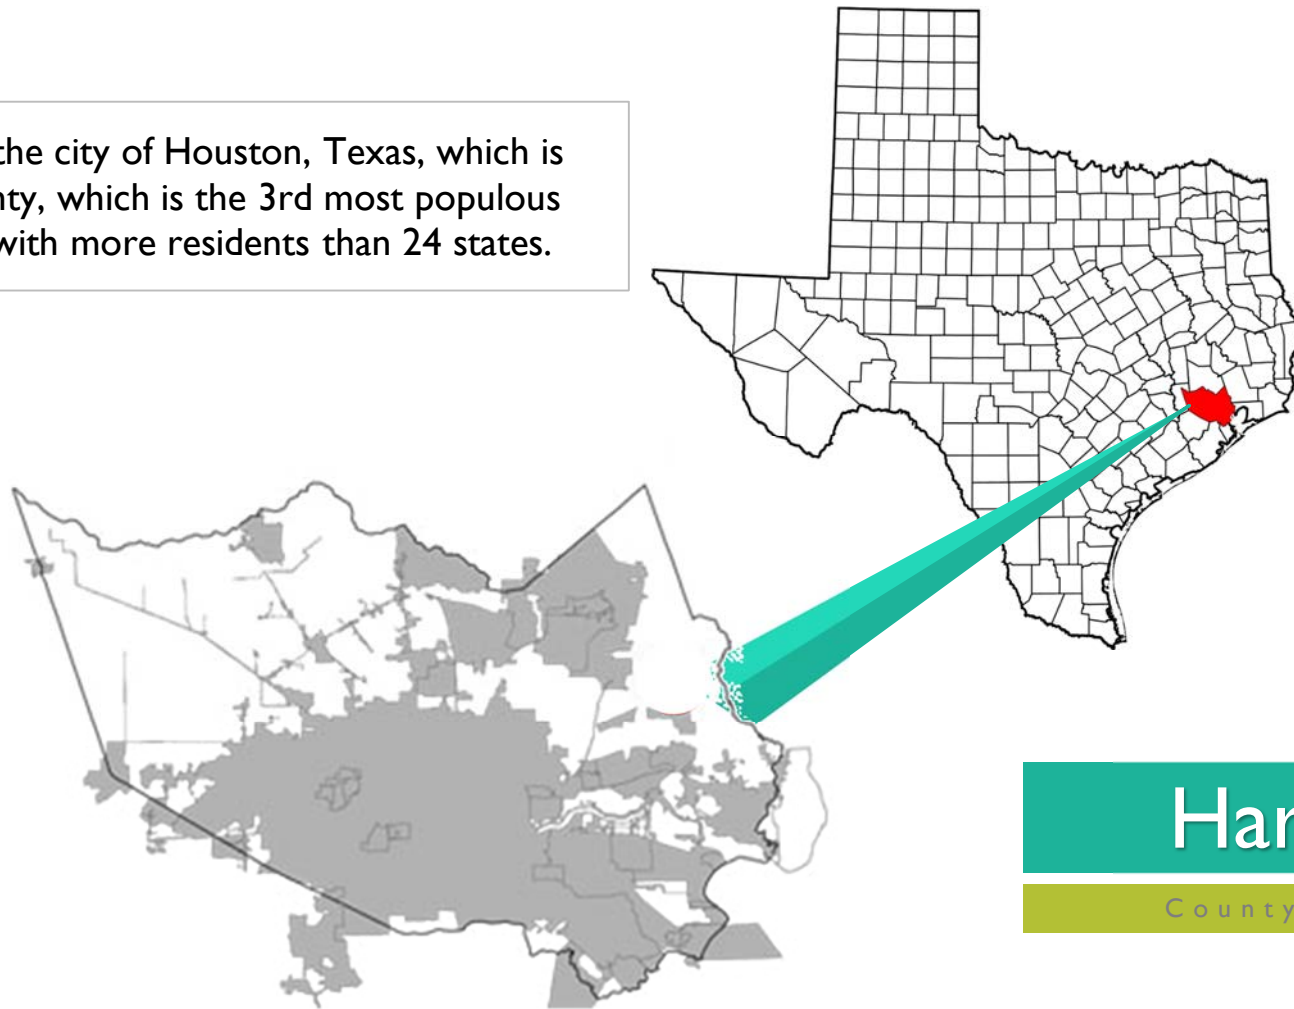 the city of Houston, Texas, which is
nty, which is the 3rd most populous
with more residents than 24 states.
Har
County